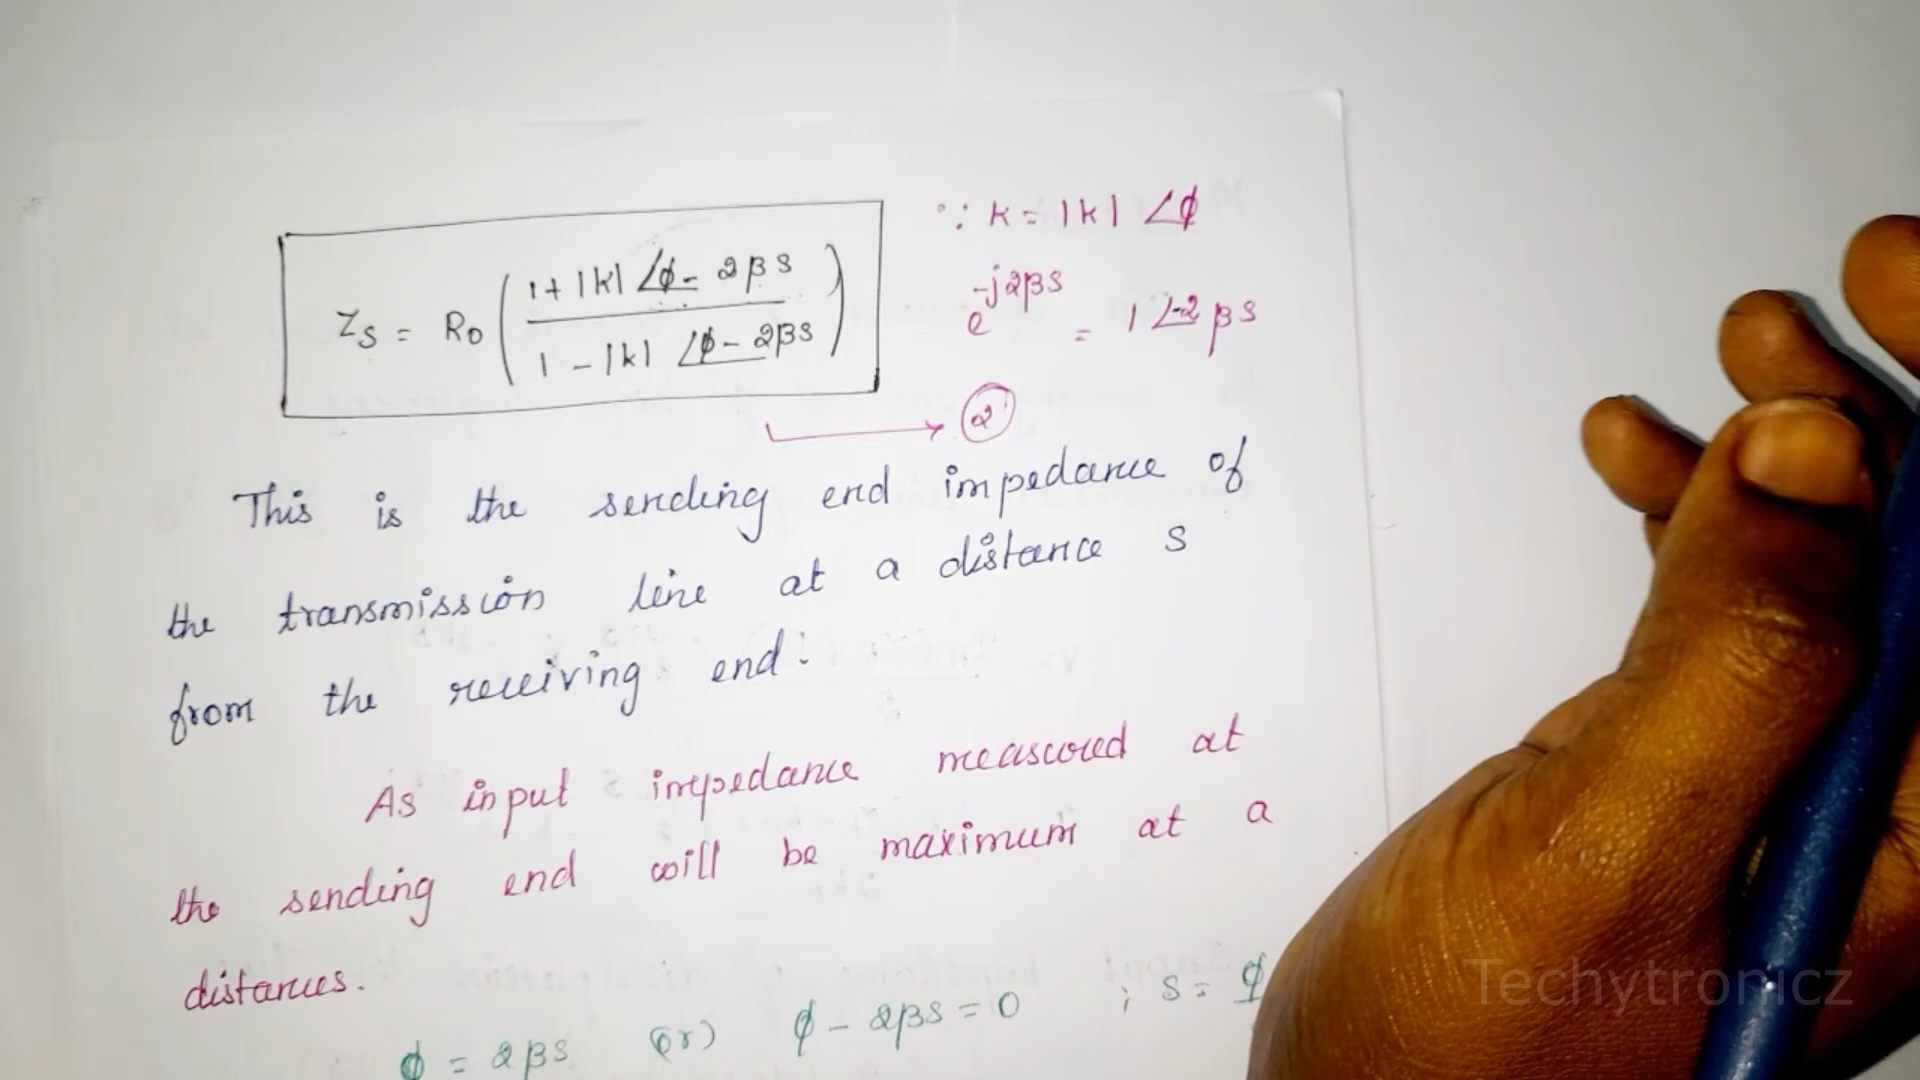 Zs = R0 ( 1 + |k| ∠ϕ - 2βs / 1 - |k| ∠ϕ - 2βs )
∵ k = |k| ∠ϕ
e^-j2βs = 1 ∠-2βs
→ ②
This is the sending end impedance of
the transmission line at a distance s
from the receiving end.
As input impedance measured at
the sending end will be maximum at a
distances.
ϕ = 2βs (or) ϕ - 2βs = 0 ; s = ϕ
Techytronicz